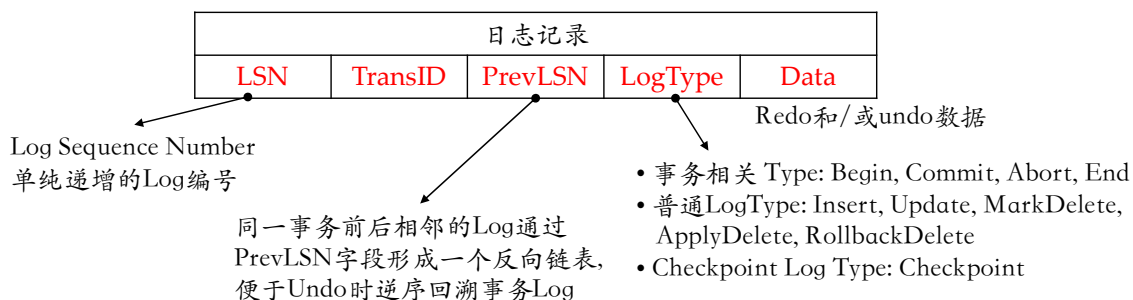 日志记录
LSN TransID PrevLSN LogType Data
Redo和/或undo数据
Log Sequence Number
单纯递增的Log编号
同一事务前后相邻的Log通过
PrevLSN字段形成一个反向链表,
便于Undo时逆序回溯事务Log
• 事务相关 Type: Begin, Commit, Abort, End
• 普通LogType: Insert, Update, MarkDelete,
ApplyDelete, RollbackDelete
• Checkpoint Log Type: Checkpoint